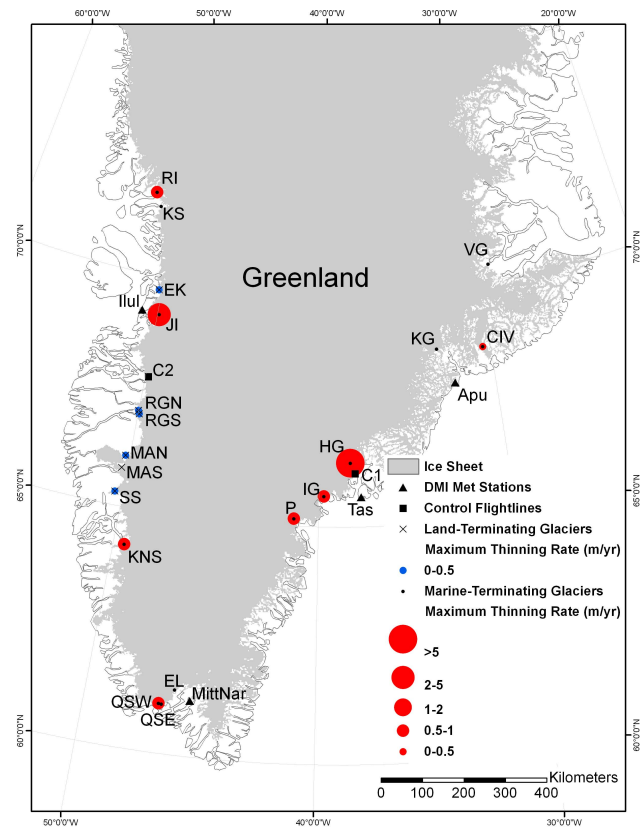 60°0'0"W 50°0'0"W 40°0'0"W 30°0'0"W 20°0'0"W
RI
KS
70°0'0"N
70°0'0"N
VG
Greenland
EK
Ilul
JI
KG
CIV
C2
Apu
RGN
RGS
HG
MAN
MAS
C1
IG
SS
Tas
P
65°0'0"N
65°0'0"N
KNS
Ice Sheet
DMI Met Stations
Control Flightlines
Land-Terminating Glaciers
Maximum Thinning Rate (m/yr)
0-0.5
Marine-Terminating Glaciers
Maximum Thinning Rate (m/yr)
>5
2-5
1-2
0.5-1
0-0.5
EL
MittNar
QSW
QSE
60°0'0"N
60°0'0"N
Kilometers
0 100 200 300 400
50°0'0"W 40°0'0"W 30°0'0"W